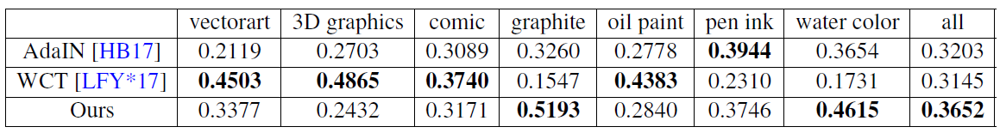 vectorart 3D graphics comic graphite oil paint pen ink water color all
AdaIN [HB17] 0.2119 0.2703 0.3089 0.3260 0.2778 0.3944 0.3654 0.3203
WCT [LFY*17] 0.4503 0.4865 0.3740 0.1547 0.4383 0.2310 0.1731 0.3145
Ours 0.3377 0.2432 0.3171 0.5193 0.2840 0.3746 0.4615 0.3652